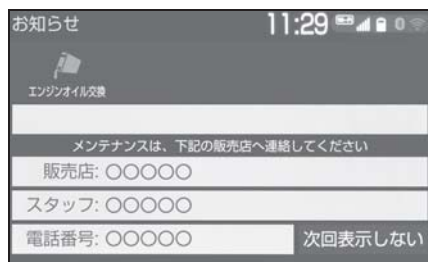 お知らせ 11:29
エンジンオイル交換
メンテナンスは、下記の販売店へ連絡してください
販売店: ○○○○○
スタッフ: ○○○○○
電話番号: ○○○○○ 次回表示しない